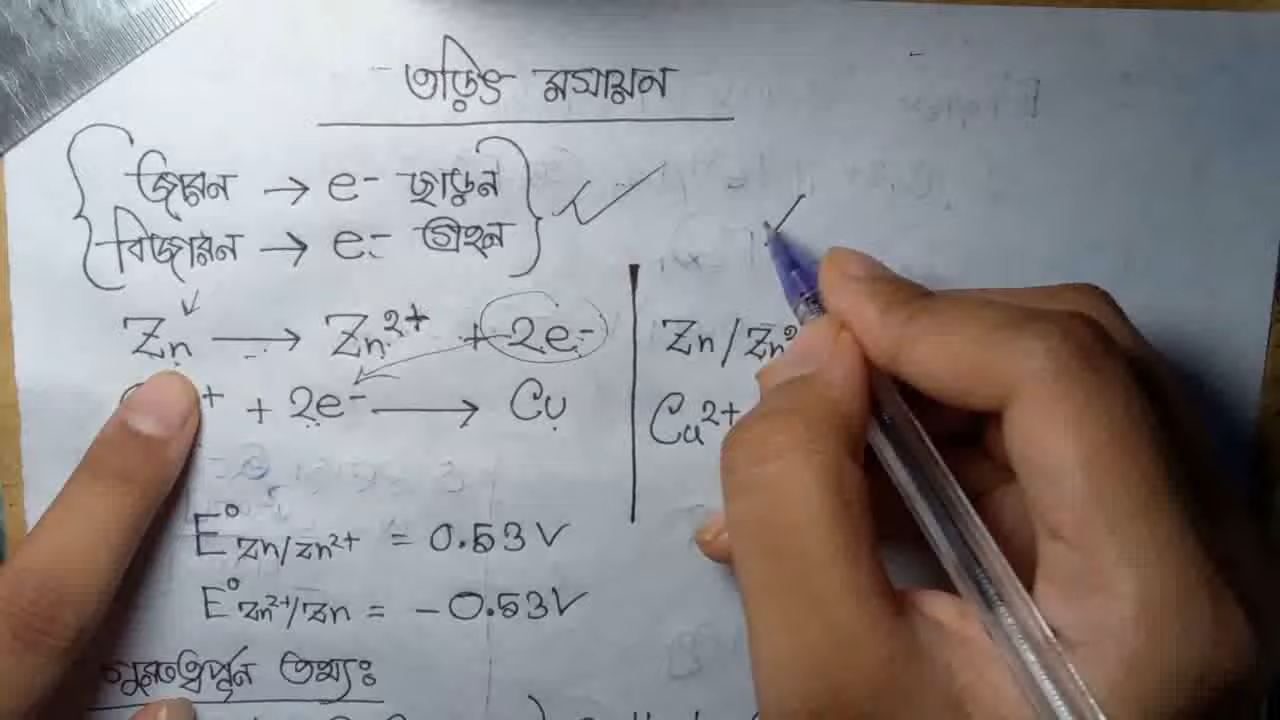 তড়িৎ রসায়ন
জারন → e- ছাড়ন
বিজারন → e- গ্রহন
Zn → Zn²⁺ + 2e-
+ 2e- → Cu
Zn/Zn²
Cu²⁺
E° Zn/Zn²⁺ = 0.53V
E° Zn²⁺/Zn = -0.53V
গুরুত্বপূর্ন তথ্যঃ